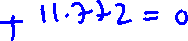 + 11.772 = 0